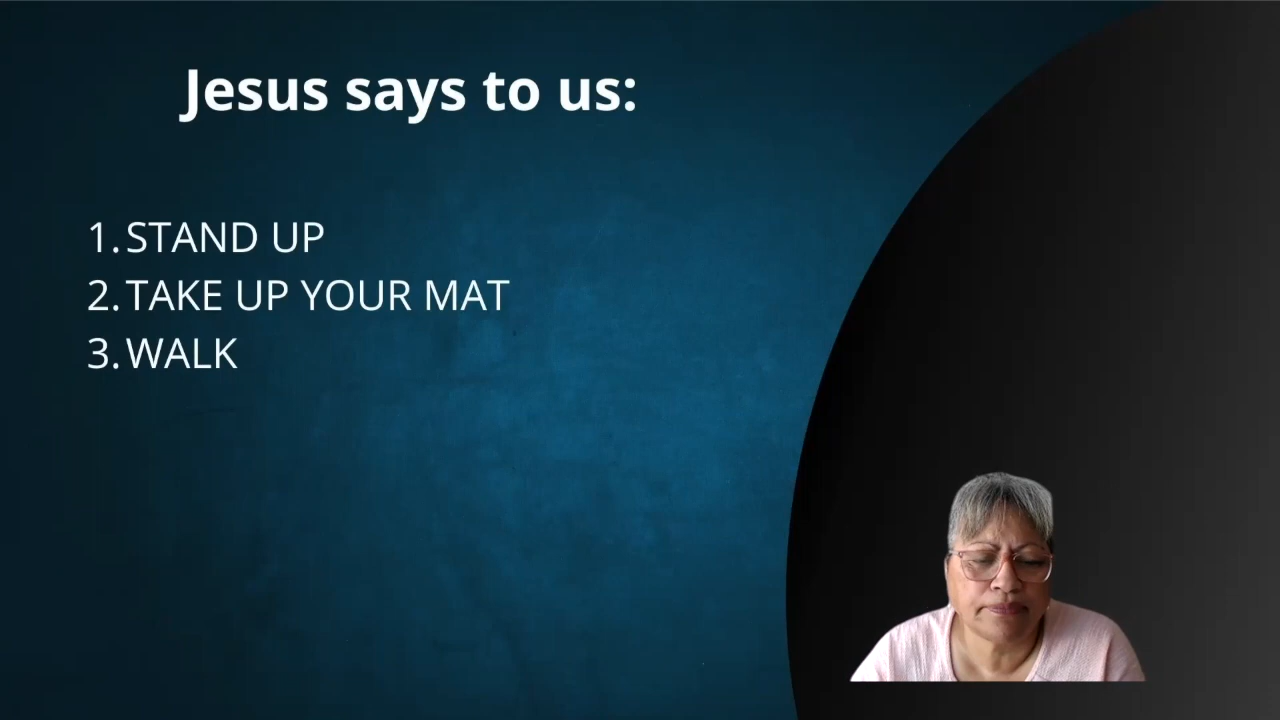 Jesus says to us:
1. STAND UP
2. TAKE UP YOUR MAT
3. WALK